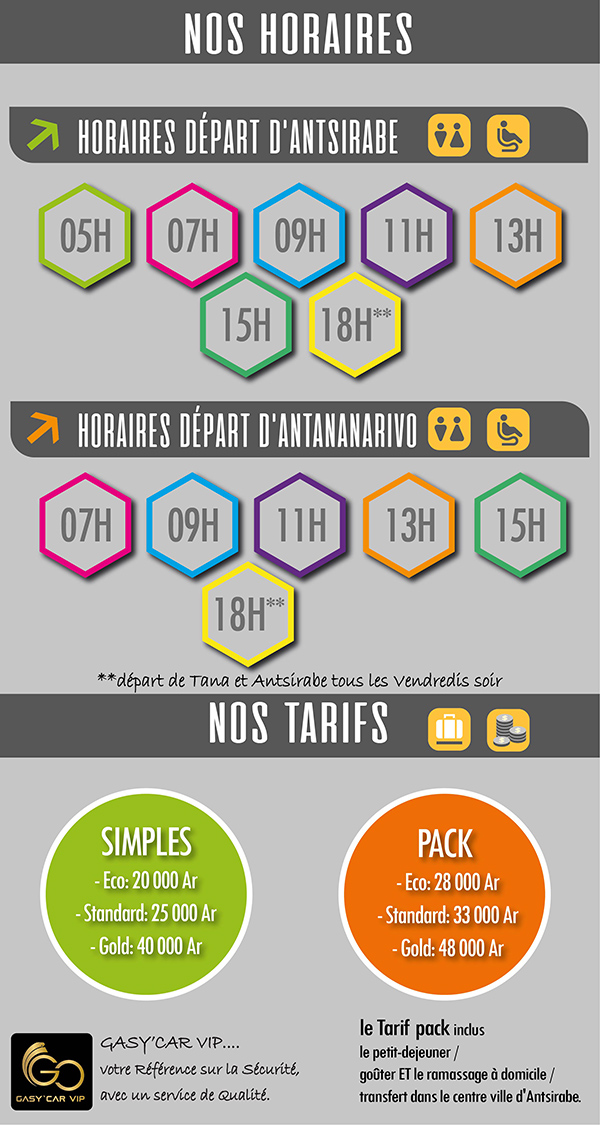 NOS HORAIRES
HORAIRES DÉPART D'ANTSIRABE
05H 07H 09H 11H 13H
15H 18H**
HORAIRES DÉPART D'ANTANANARIVO
07H 09H 11H 13H 15H
18H**
**départ de Tana et Antsirabe tous les Vendredis soir
NOS TARIFS
SIMPLES
- Eco: 20 000 Ar
- Standard: 25 000 Ar
- Gold: 40 000 Ar
PACK
- Eco: 28 000 Ar
- Standard: 33 000 Ar
- Gold: 48 000 Ar
GO
GASY'CAR VIP
GASY'CAR VIP....
votre Référence sur la Sécurité,
avec un service de Qualité.
le Tarif pack inclus
le petit-dejeuner /
goûter ET le ramassage à domicile /
transfert dans le centre ville d'Antsirabe.